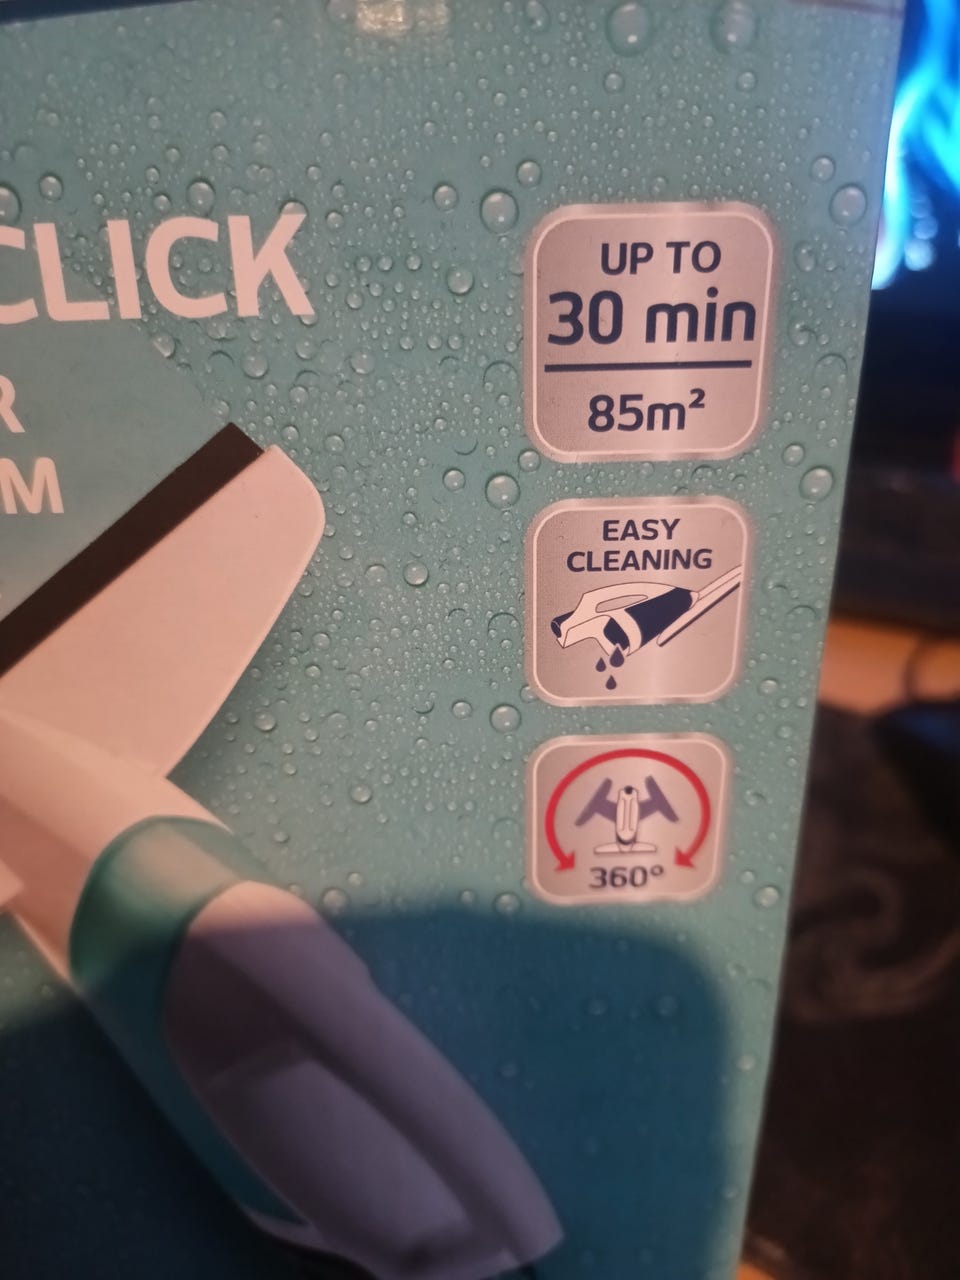 CLICK
R
M
UP TO
30 min
85m²
EASY
CLEANING
360°